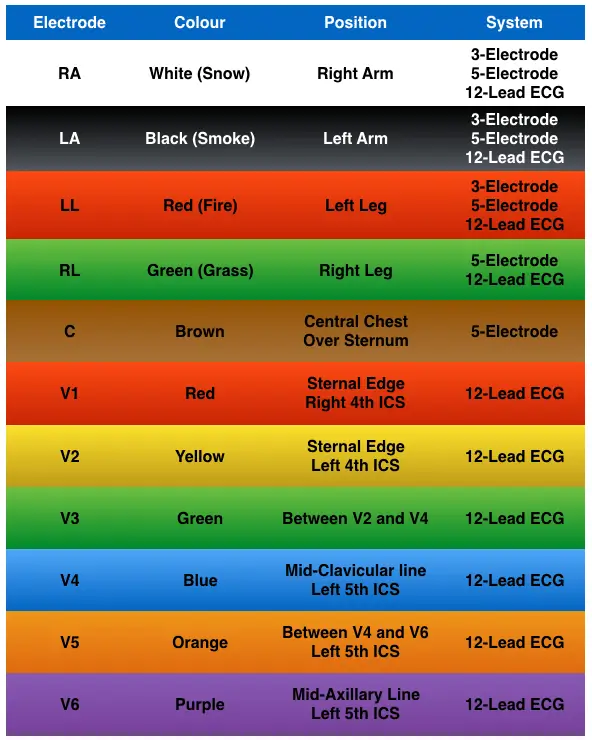 Electrode Colour Position System
RA White (Snow) Right Arm 3-Electrode
5-Electrode
12-Lead ECG
LA Black (Smoke) Left Arm 3-Electrode
5-Electrode
12-Lead ECG
LL Red (Fire) Left Leg 3-Electrode
5-Electrode
12-Lead ECG
RL Green (Grass) Right Leg 5-Electrode
12-Lead ECG
C Brown Central Chest
Over Sternum 5-Electrode
V1 Red Sternal Edge
Right 4th ICS 12-Lead ECG
V2 Yellow Sternal Edge
Left 4th ICS 12-Lead ECG
V3 Green Between V2 and V4 12-Lead ECG
V4 Blue Mid-Clavicular line
Left 5th ICS 12-Lead ECG
V5 Orange Between V4 and V6
Left 5th ICS 12-Lead ECG
V6 Purple Mid-Axillary Line
Left 5th ICS 12-Lead ECG